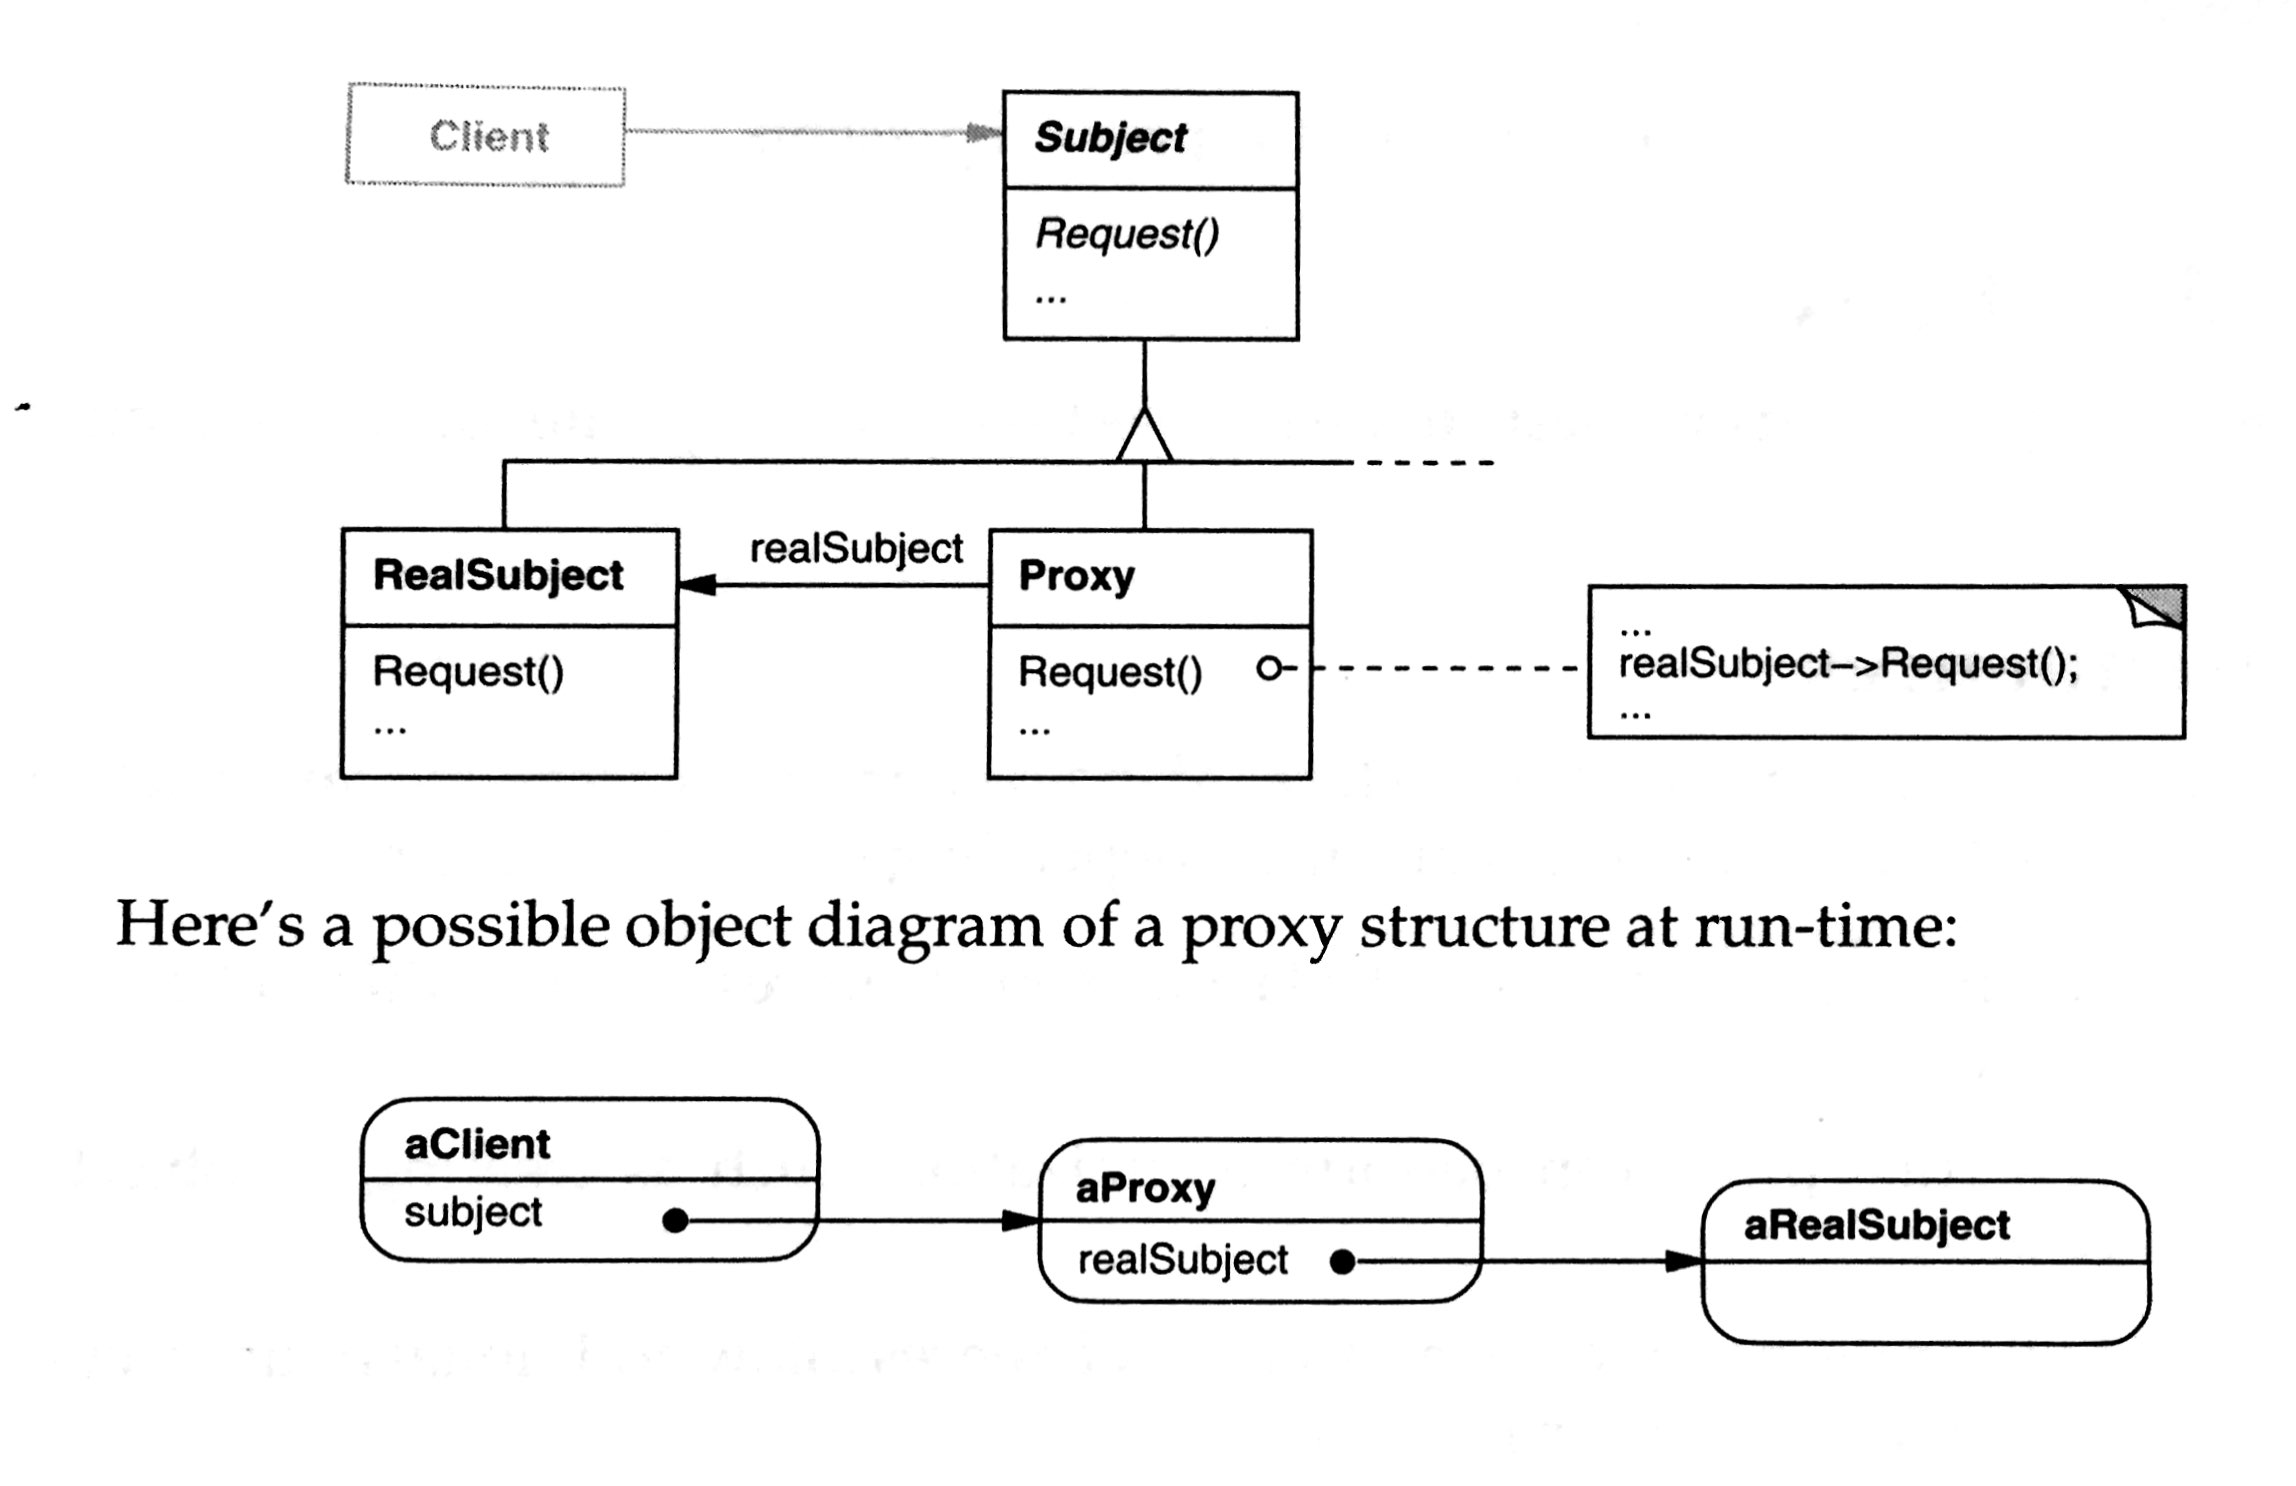 Client
Subject
Request()
...
RealSubject
realSubject
Proxy
Request()
...
Request()
...
...
realSubject–>Request();
...
Here's a possible object diagram of a proxy structure at run-time:
aClient
subject
aProxy
realSubject
aRealSubject